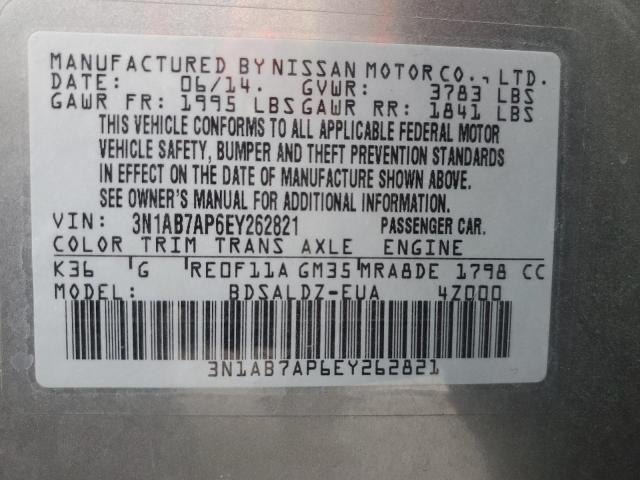 MANUFACTURED BY NISSAN MOTOR CO., LTD.
DATE: 06/14. GVWR: 3783 LBS
GAWR FR: 1995 LBS GAWR RR: 1841 LBS
THIS VEHICLE CONFORMS TO ALL APPLICABLE FEDERAL MOTOR
VEHICLE SAFETY, BUMPER AND THEFT PREVENTION STANDARDS
IN EFFECT ON THE DATE OF MANUFACTURE SHOWN ABOVE.
SEE OWNER'S MANUAL FOR ADDITIONAL INFORMATION.
VIN: 3N1AB7AP6EY262821 PASSENGER CAR.
COLOR TRIM TRANS AXLE ENGINE
K36 G RE0F11A GM35 MRA8DE 1798 CC
MODEL BDSALDZ-EUA 4Z000
3N1AB7AP6EY262821